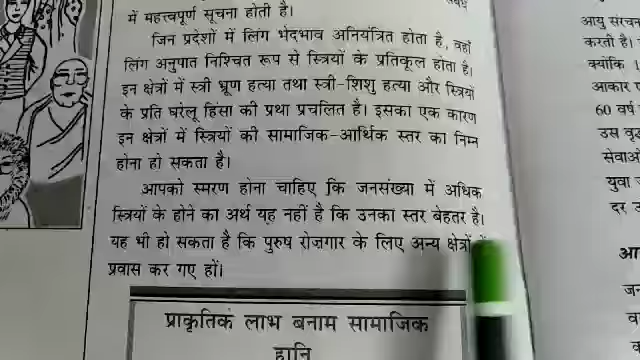 में महत्त्वपूर्ण सूचना होती है।
जिन प्रदेशों में लिंग भेदभाव अनियंत्रित होता है, वहाँ
लिंग अनुपात निश्चित रूप से स्त्रियों के प्रतिकूल होता है।
इन क्षेत्रों में स्त्री भ्रूण हत्या तथा स्त्री-शिशु हत्या और स्त्रियों
के प्रति घरेलू हिंसा की प्रथा प्रचलित है। इसका एक कारण
इन क्षेत्रों में स्त्रियों की सामाजिक-आर्थिक स्तर का निम्न
होना हो सकता है।
आपको स्मरण होना चाहिए कि जनसंख्या में अधिक
स्त्रियों के होने का अर्थ यह नहीं है कि उनका स्तर बेहतर है।
यह भी हो सकता है कि पुरुष रोज़गार के लिए अन्य क्षेत्रों
प्रवास कर गए हों।
प्राकृतिक लाभ बनाम सामाजिक
हानि
आयु
करती है।
क्योंकि
आकार
60 वर्ष
उस
युवा
दर